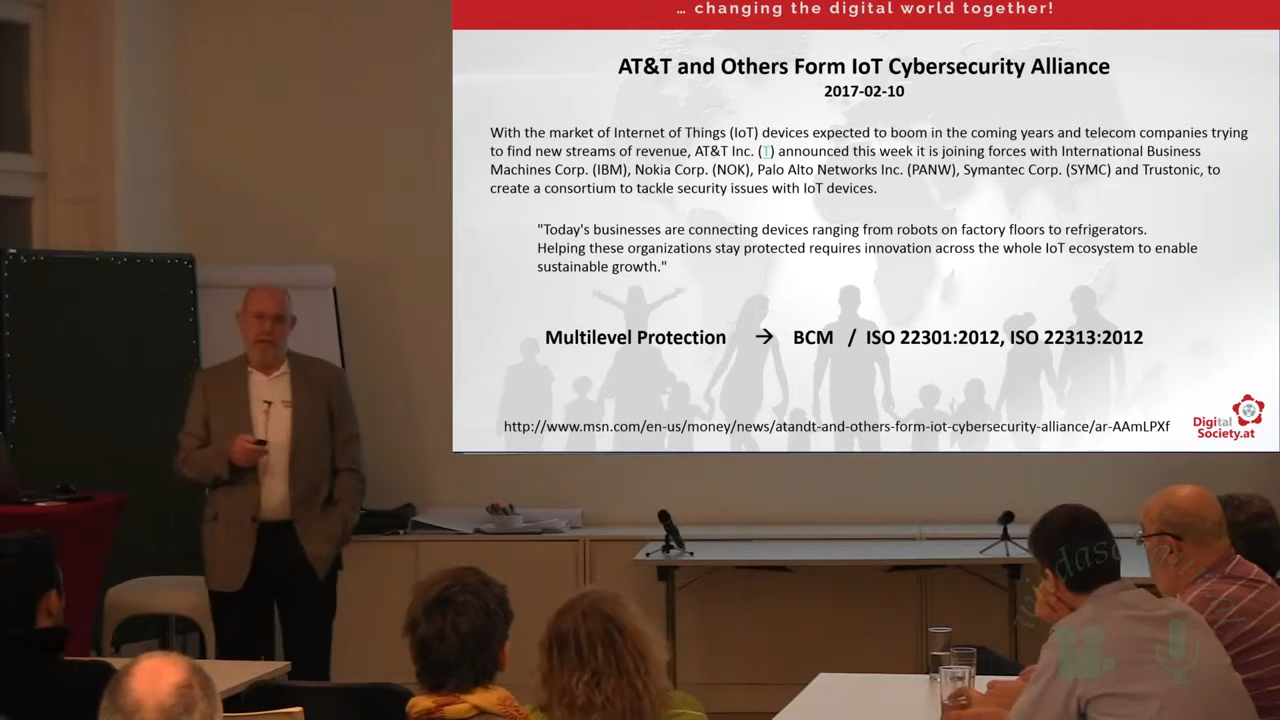 … changing the digital world together!
AT&T and Others Form IoT Cybersecurity Alliance
2017-02-10
With the market of Internet of Things (IoT) devices expected to boom in the coming years and telecom companies trying
to find new streams of revenue, AT&T Inc. (T) announced this week it is joining forces with International Business
Machines Corp. (IBM), Nokia Corp. (NOK), Palo Alto Networks Inc. (PANW), Symantec Corp. (SYMC) and Trustonic, to
create a consortium to tackle security issues with IoT devices.
"Today's businesses are connecting devices ranging from robots on factory floors to refrigerators.
Helping these organizations stay protected requires innovation across the whole IoT ecosystem to enable
sustainable growth."
Multilevel Protection → BCM / ISO 22301:2012, ISO 22313:2012
http://www.msn.com/en-us/money/news/atandt-and-others-form-iot-cybersecurity-alliance/ar-AAmLPXf
Digital
Society.at